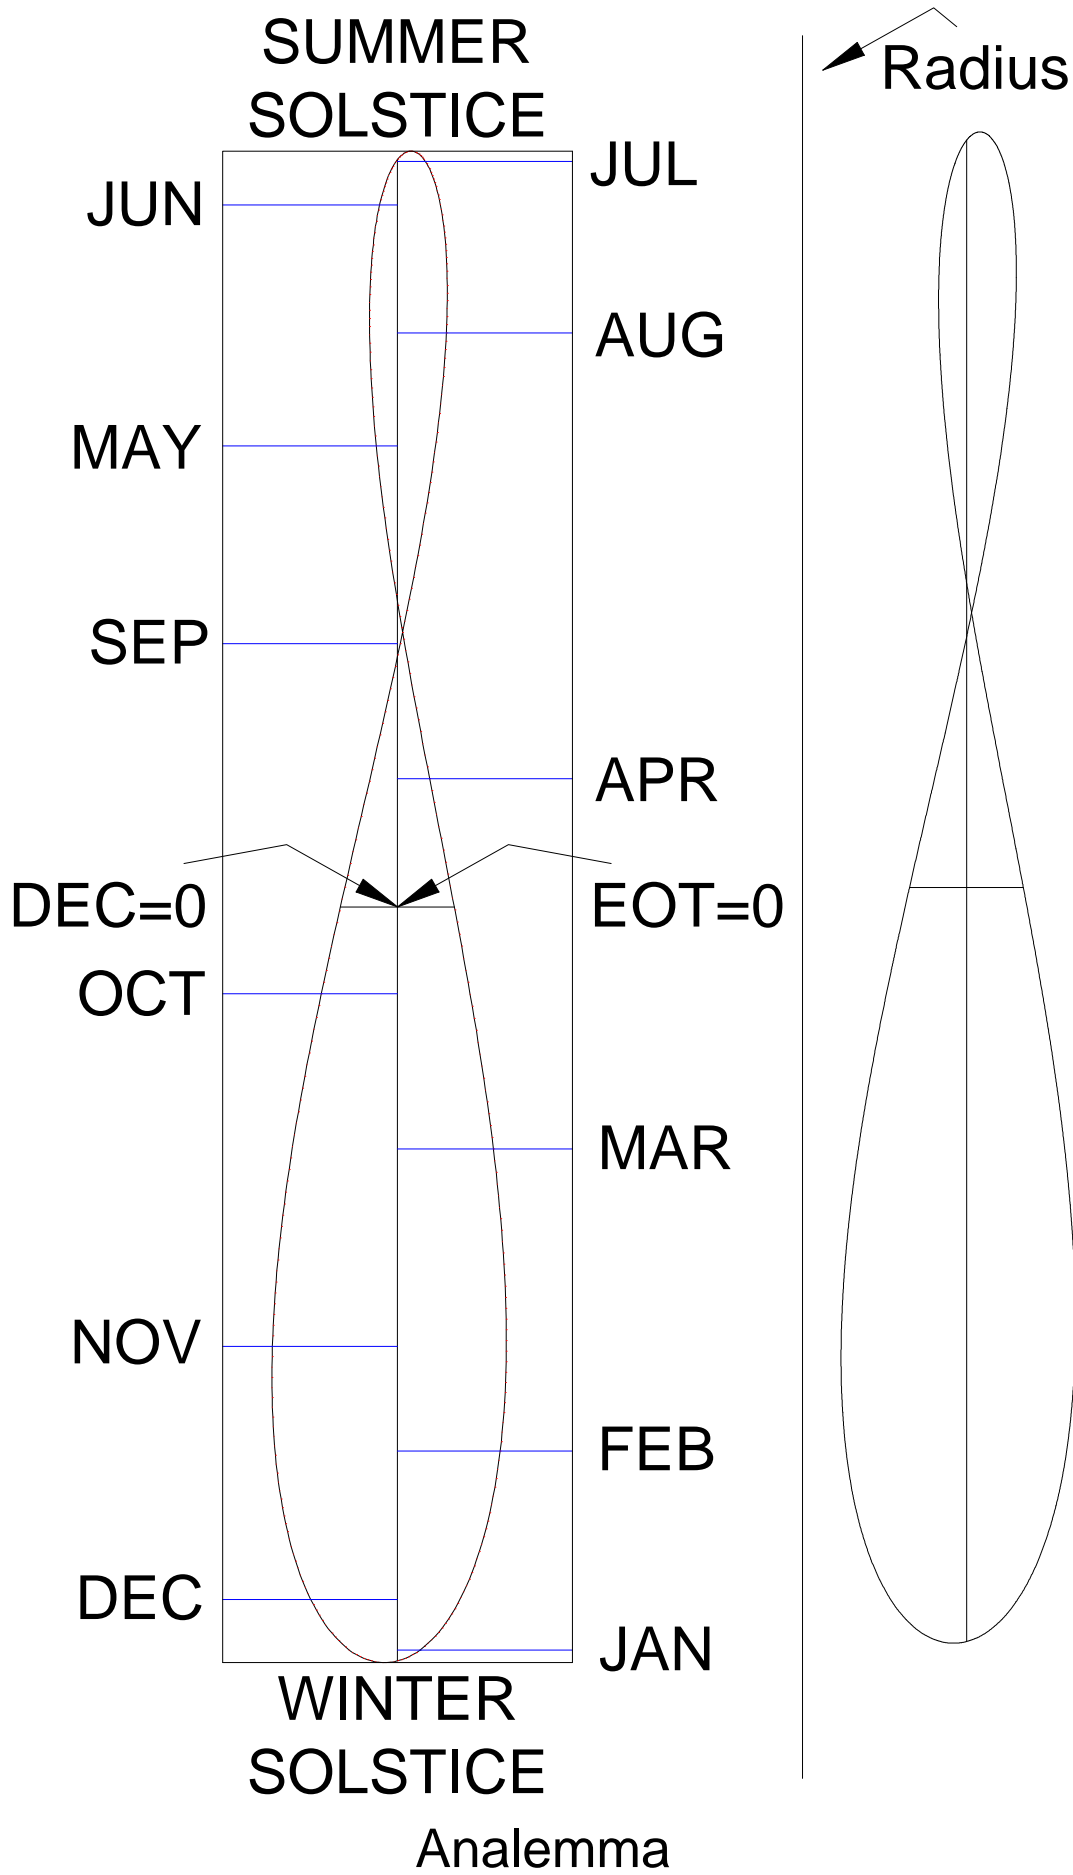 SUMMER
SOLSTICE
Radius
JUL
JUN
AUG
MAY
SEP
APR
DEC=0
EOT=0
OCT
MAR
NOV
FEB
DEC
JAN
WINTER
SOLSTICE
Analemma